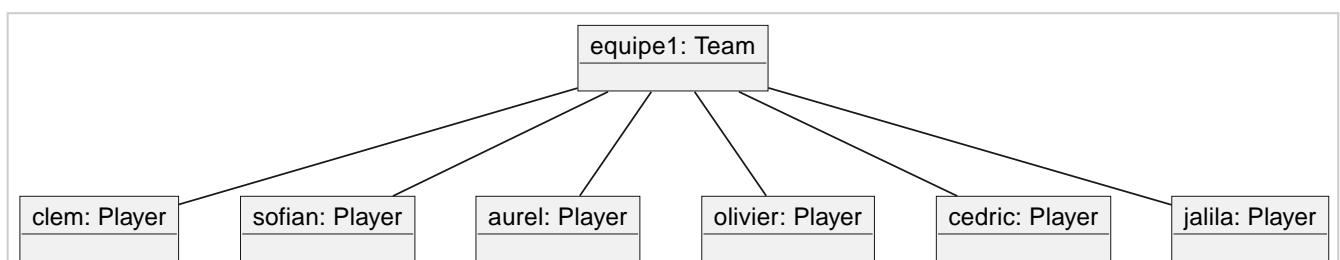 equipe1: Team
clem: Player
sofian: Player
aurel: Player
olivier: Player
cedric: Player
jalila: Player